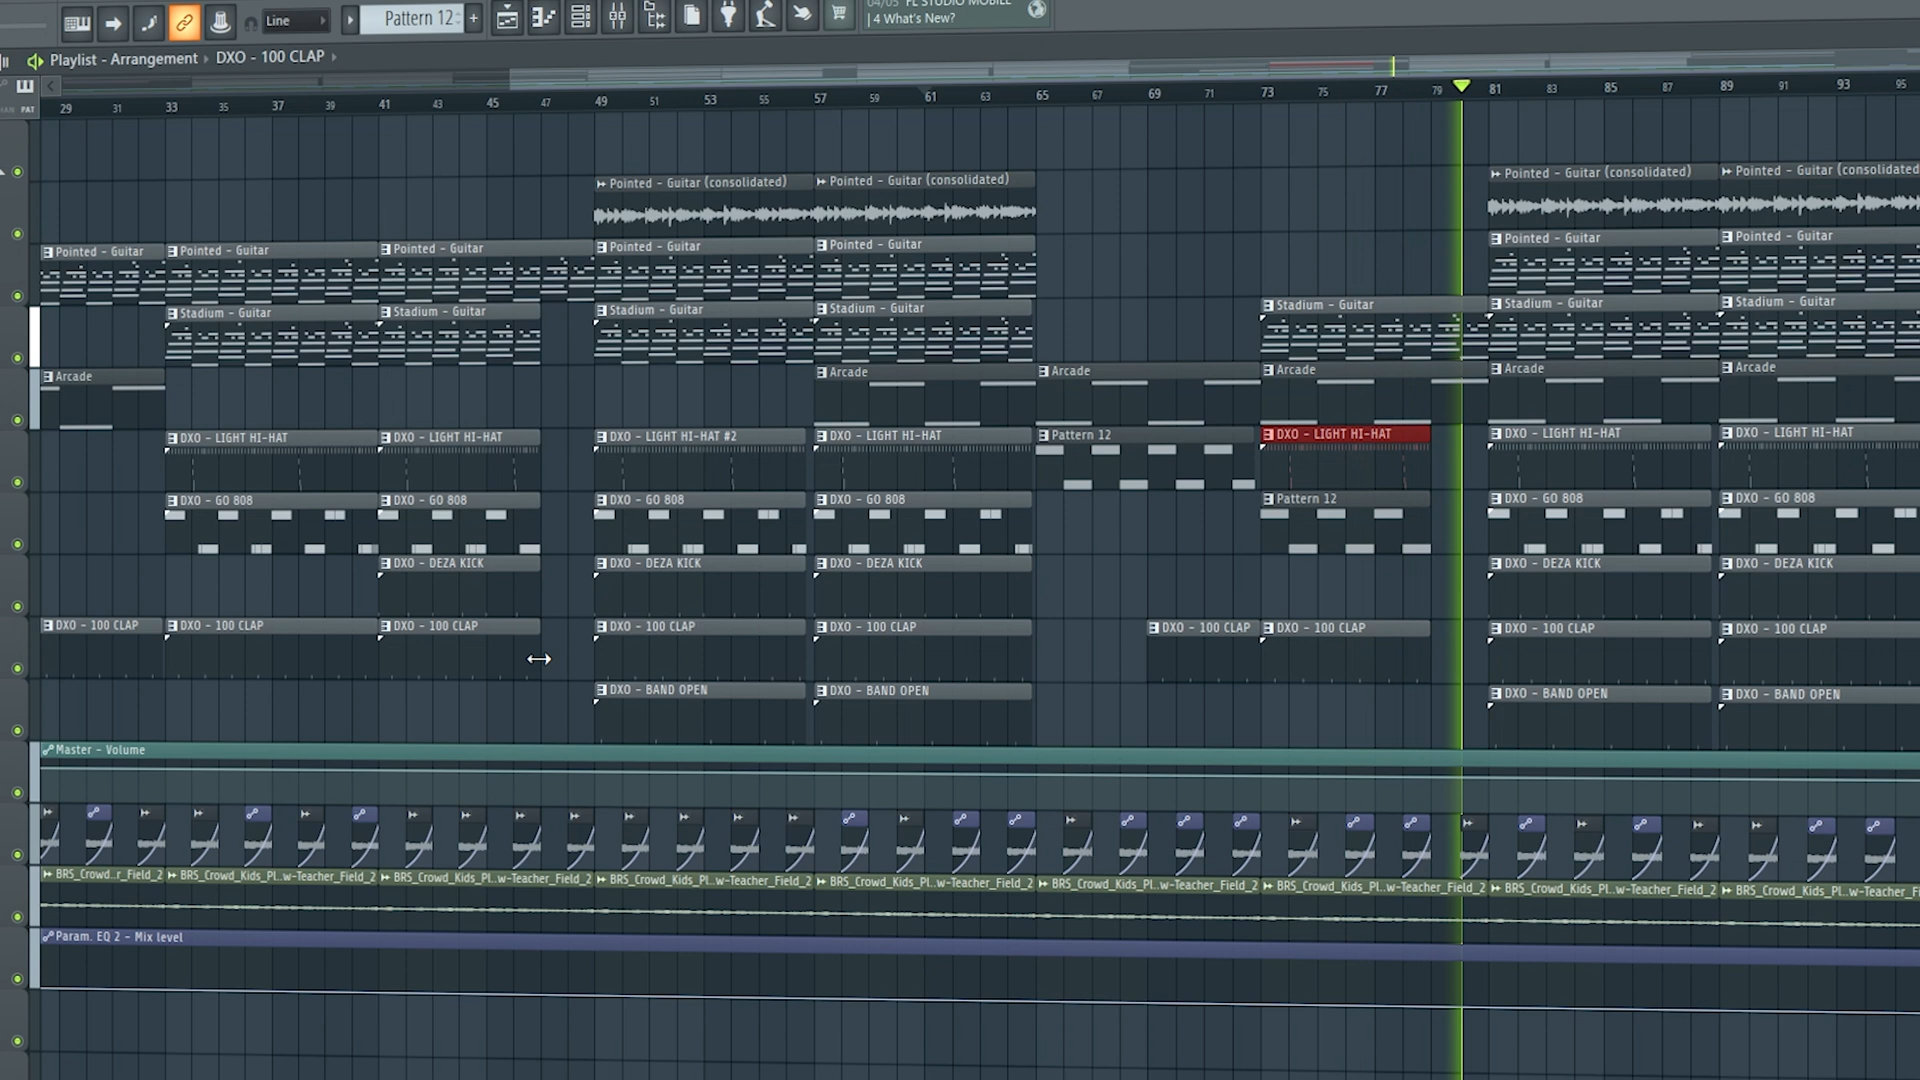 04/05 FL STUDIO MOBILE
Line
Pattern 12
+
| 4 What's New?
Playlist - Arrangement › DXO - 100 CLAP ›
PAT
29 31 33 35 37 39 41 43 45 47 49 51 53 55 57 59 61 63 65 67 69 71 73 75 77 79 81 83 85 87 89 91 93 95
Pointed - Guitar (consolidated) Pointed - Guitar (consolidated) Pointed - Guitar (consolidated) Pointed - Guitar (consolidated
Pointed - Guitar Pointed - Guitar Pointed - Guitar Pointed - Guitar Pointed - Guitar Pointed - Guitar Pointed - Guitar
Stadium - Guitar Stadium - Guitar Stadium - Guitar Stadium - Guitar Stadium - Guitar Stadium - Guitar Stadium - Guitar
Arcade Arcade Arcade Arcade Arcade Arcade
DXO - LIGHT HI-HAT DXO - LIGHT HI-HAT DXO - LIGHT HI-HAT #2 DXO - LIGHT HI-HAT Pattern 12 DXO - LIGHT HI-HAT DXO - LIGHT HI-HAT DXO - LIGHT HI-HAT
DXO - GO 808 DXO - GO 808 DXO - GO 808 DXO - GO 808 Pattern 12 DXO - GO 808 DXO - GO 808
DXO - DEZA KICK DXO - DEZA KICK DXO - DEZA KICK DXO - DEZA KICK DXO - DEZA KICK
DXO - 100 CLAP DXO - 100 CLAP DXO - 100 CLAP DXO - 100 CLAP DXO - 100 CLAP DXO - 100 CLAP DXO - 100 CLAP DXO - 100 CLAP DXO - 100 CLAP
DXO - BAND OPEN DXO - BAND OPEN DXO - BAND OPEN DXO - BAND OPEN
Master - Volume
BRS_Crowd..r_Field_2 BRS_Crowd_Kids_Pl..w-Teacher_Field_2 BRS_Crowd_Kids_Pl..w-Teacher_Field_2 BRS_Crowd_Kids_Pl..w-Teacher_Field_2 BRS_Crowd_Kids_Pl..w-Teacher_Field_2 BRS_Crowd_Kids_Pl..w-Teacher_Field_2 BRS_Crowd_Kids_Pl..w-Teacher_Field_2 BRS_Crowd_Kids_Pl..w-Teacher_Field_2 BRS_Crowd_Kids_Pl..w-Teacher_Fi
Param. EQ 2 - Mix level